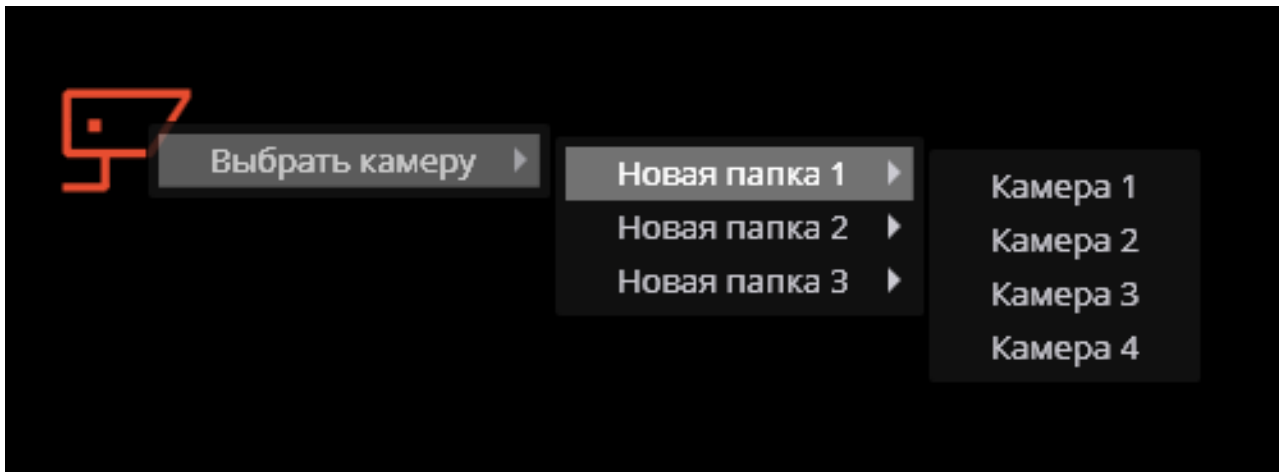 Выбрать камеру
Новая папка 1
Новая папка 2
Новая папка 3
Камера 1
Камера 2
Камера 3
Камера 4